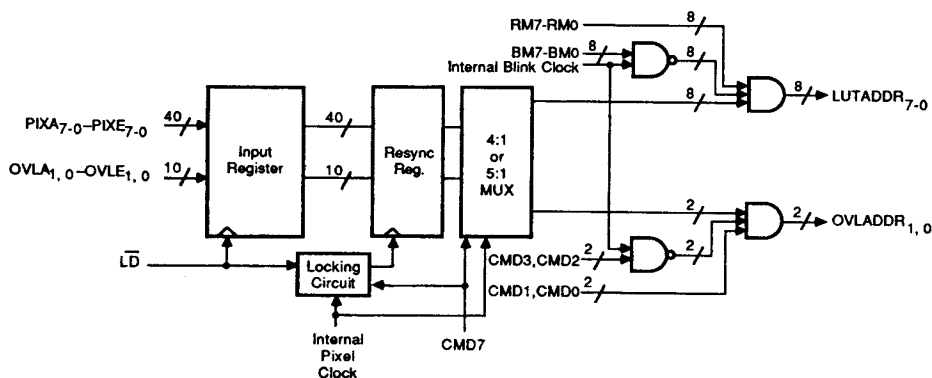 RM7-RM0
8
BM7-BM0
8
Internal Blink Clock
8
8
8
LUTADDR7-0
PIXA7-0–PIXE7-0
40
Input
Register
40
Resync
Reg.
4:1
or
5:1
MUX
OVLA1, 0–OVLE1, 0
10
10
2
2
OVLADDR1, 0
CMD3,CMD2
2
2
CMD1,CMD0
2
LD
Locking
Circuit
Internal
Pixel
Clock
CMD7